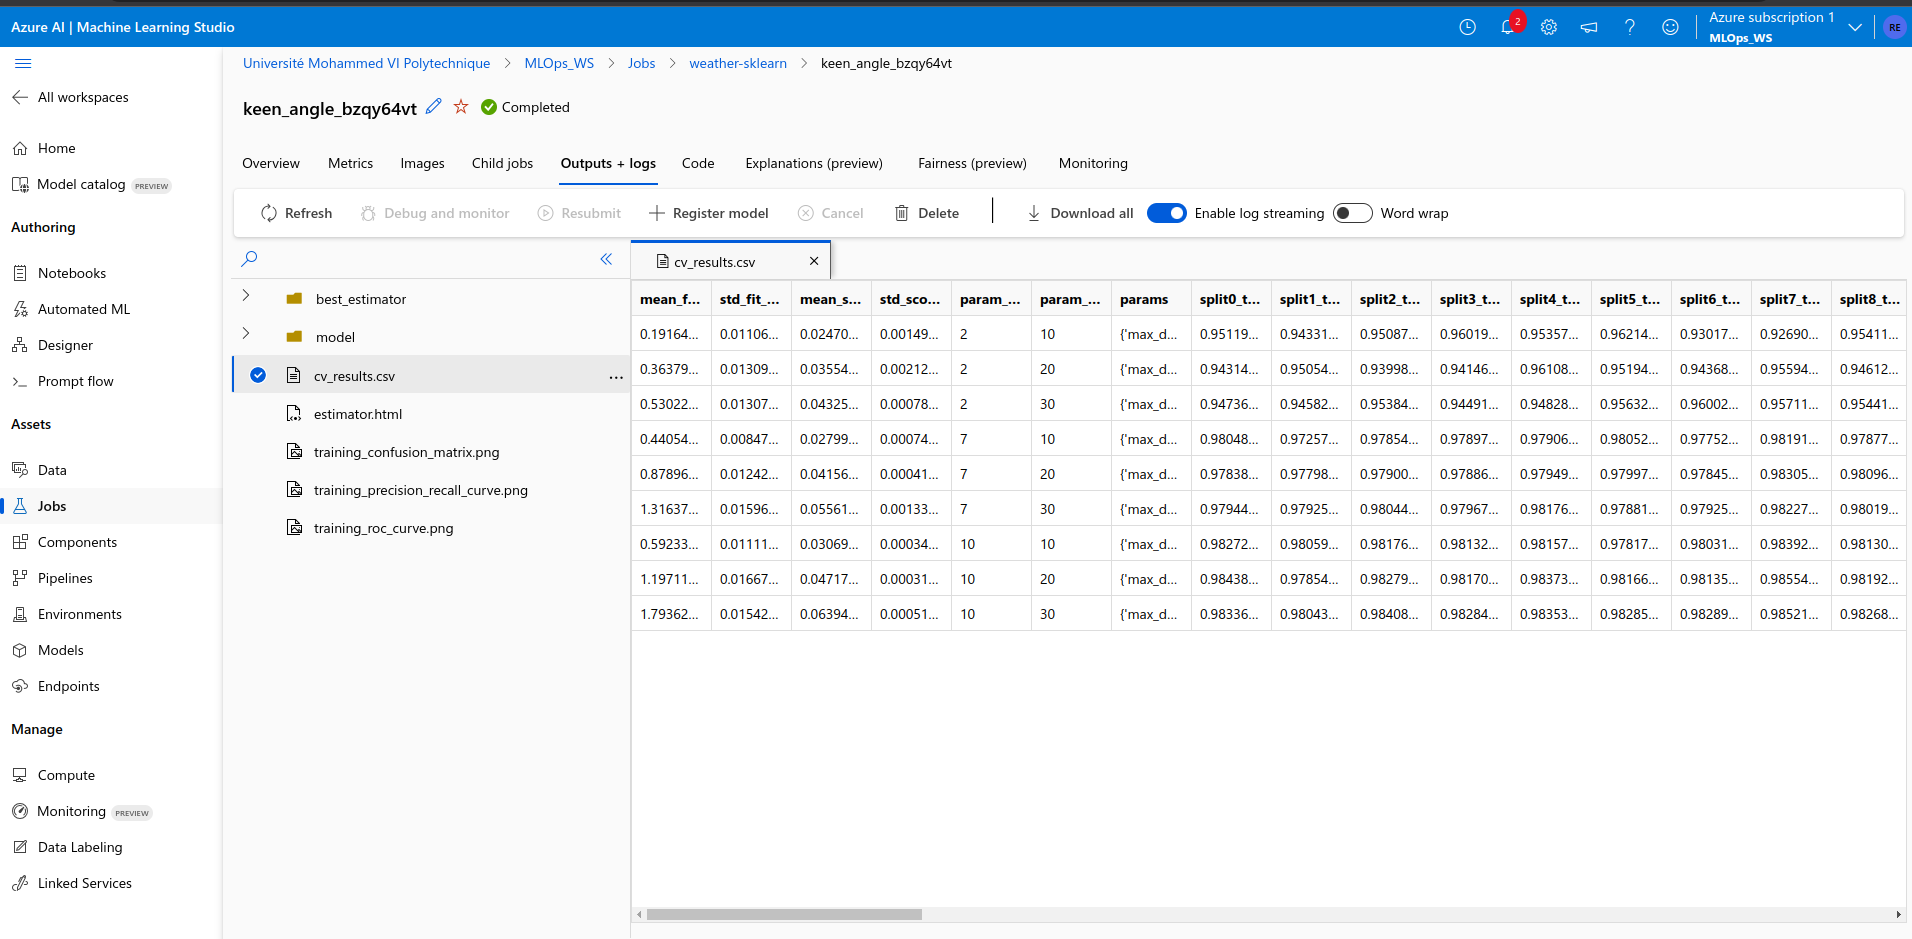 Azure AI | Machine Learning Studio
2
Azure subscription 1
MLOps_WS
RE
All workspaces
Home
Model catalog PREVIEW
Authoring
Notebooks
Automated ML
Designer
Prompt flow
Assets
Data
Jobs
Components
Pipelines
Environments
Models
Endpoints
Manage
Compute
Monitoring PREVIEW
Data Labeling
Linked Services
Université Mohammed VI Polytechnique > MLOps_WS > Jobs > weather-sklearn > keen_angle_bzqy64vt
keen_angle_bzqy64vt Completed
Overview Metrics Images Child jobs Outputs + logs Code Explanations (preview) Fairness (preview) Monitoring
Refresh Debug and monitor Resubmit Register model Cancel Delete Download all Enable log streaming Word wrap
best_estimator
model
cv_results.csv ...
estimator.html
training_confusion_matrix.png
training_precision_recall_curve.png
training_roc_curve.png
cv_results.csv
mean_f... std_fit_... mean_s... std_sco... param_... param_... params split0_t... split1_t... split2_t... split3_t... split4_t... split5_t... split6_t... split7_t... split8_t...
0.19164... 0.01106... 0.02470... 0.00149... 2 10 {'max_d... 0.95119... 0.94331... 0.95087... 0.96019... 0.95357... 0.96214... 0.93017... 0.92690... 0.95411...
0.36379... 0.01309... 0.03554... 0.00212... 2 20 {'max_d... 0.94314... 0.95054... 0.93998... 0.94146... 0.96108... 0.95194... 0.94368... 0.95594... 0.94612...
0.53022... 0.01307... 0.04325... 0.00078... 2 30 {'max_d... 0.94736... 0.94582... 0.95384... 0.94491... 0.94828... 0.95632... 0.96002... 0.95711... 0.95441...
0.44054... 0.00847... 0.02799... 0.00074... 7 10 {'max_d... 0.98048... 0.97257... 0.97854... 0.97897... 0.97906... 0.98052... 0.97752... 0.98191... 0.97877...
0.87896... 0.01242... 0.04156... 0.00041... 7 20 {'max_d... 0.97838... 0.97798... 0.97900... 0.97886... 0.97949... 0.97997... 0.97845... 0.98305... 0.98096...
1.31637... 0.01596... 0.05561... 0.00133... 7 30 {'max_d... 0.97944... 0.97925... 0.98044... 0.97967... 0.98176... 0.97881... 0.97925... 0.98227... 0.98019...
0.59233... 0.01111... 0.03069... 0.00034... 10 10 {'max_d... 0.98272... 0.98059... 0.98176... 0.98132... 0.98157... 0.97817... 0.98031... 0.98392... 0.98130...
1.19711... 0.01667... 0.04717... 0.00031... 10 20 {'max_d... 0.98438... 0.97854... 0.98279... 0.98170... 0.98373... 0.98166... 0.98135... 0.98554... 0.98192...
1.79362... 0.01542... 0.06394... 0.00051... 10 30 {'max_d... 0.98336... 0.98043... 0.98408... 0.98284... 0.98353... 0.98285... 0.98289... 0.98521... 0.98268...